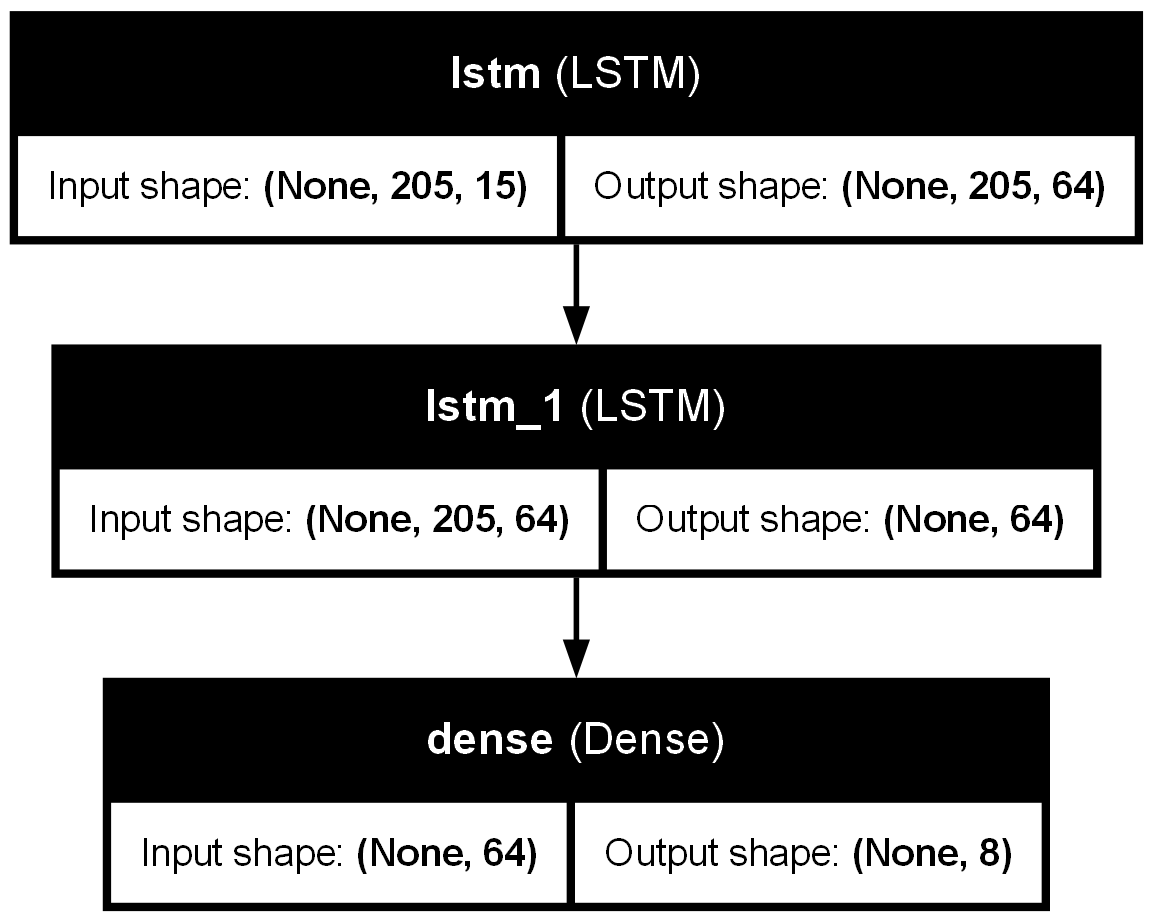 lstm (LSTM)
Input shape: (None, 205, 15) Output shape: (None, 205, 64)
lstm_1 (LSTM)
Input shape: (None, 205, 64) Output shape: (None, 64)
dense (Dense)
Input shape: (None, 64) Output shape: (None, 8)